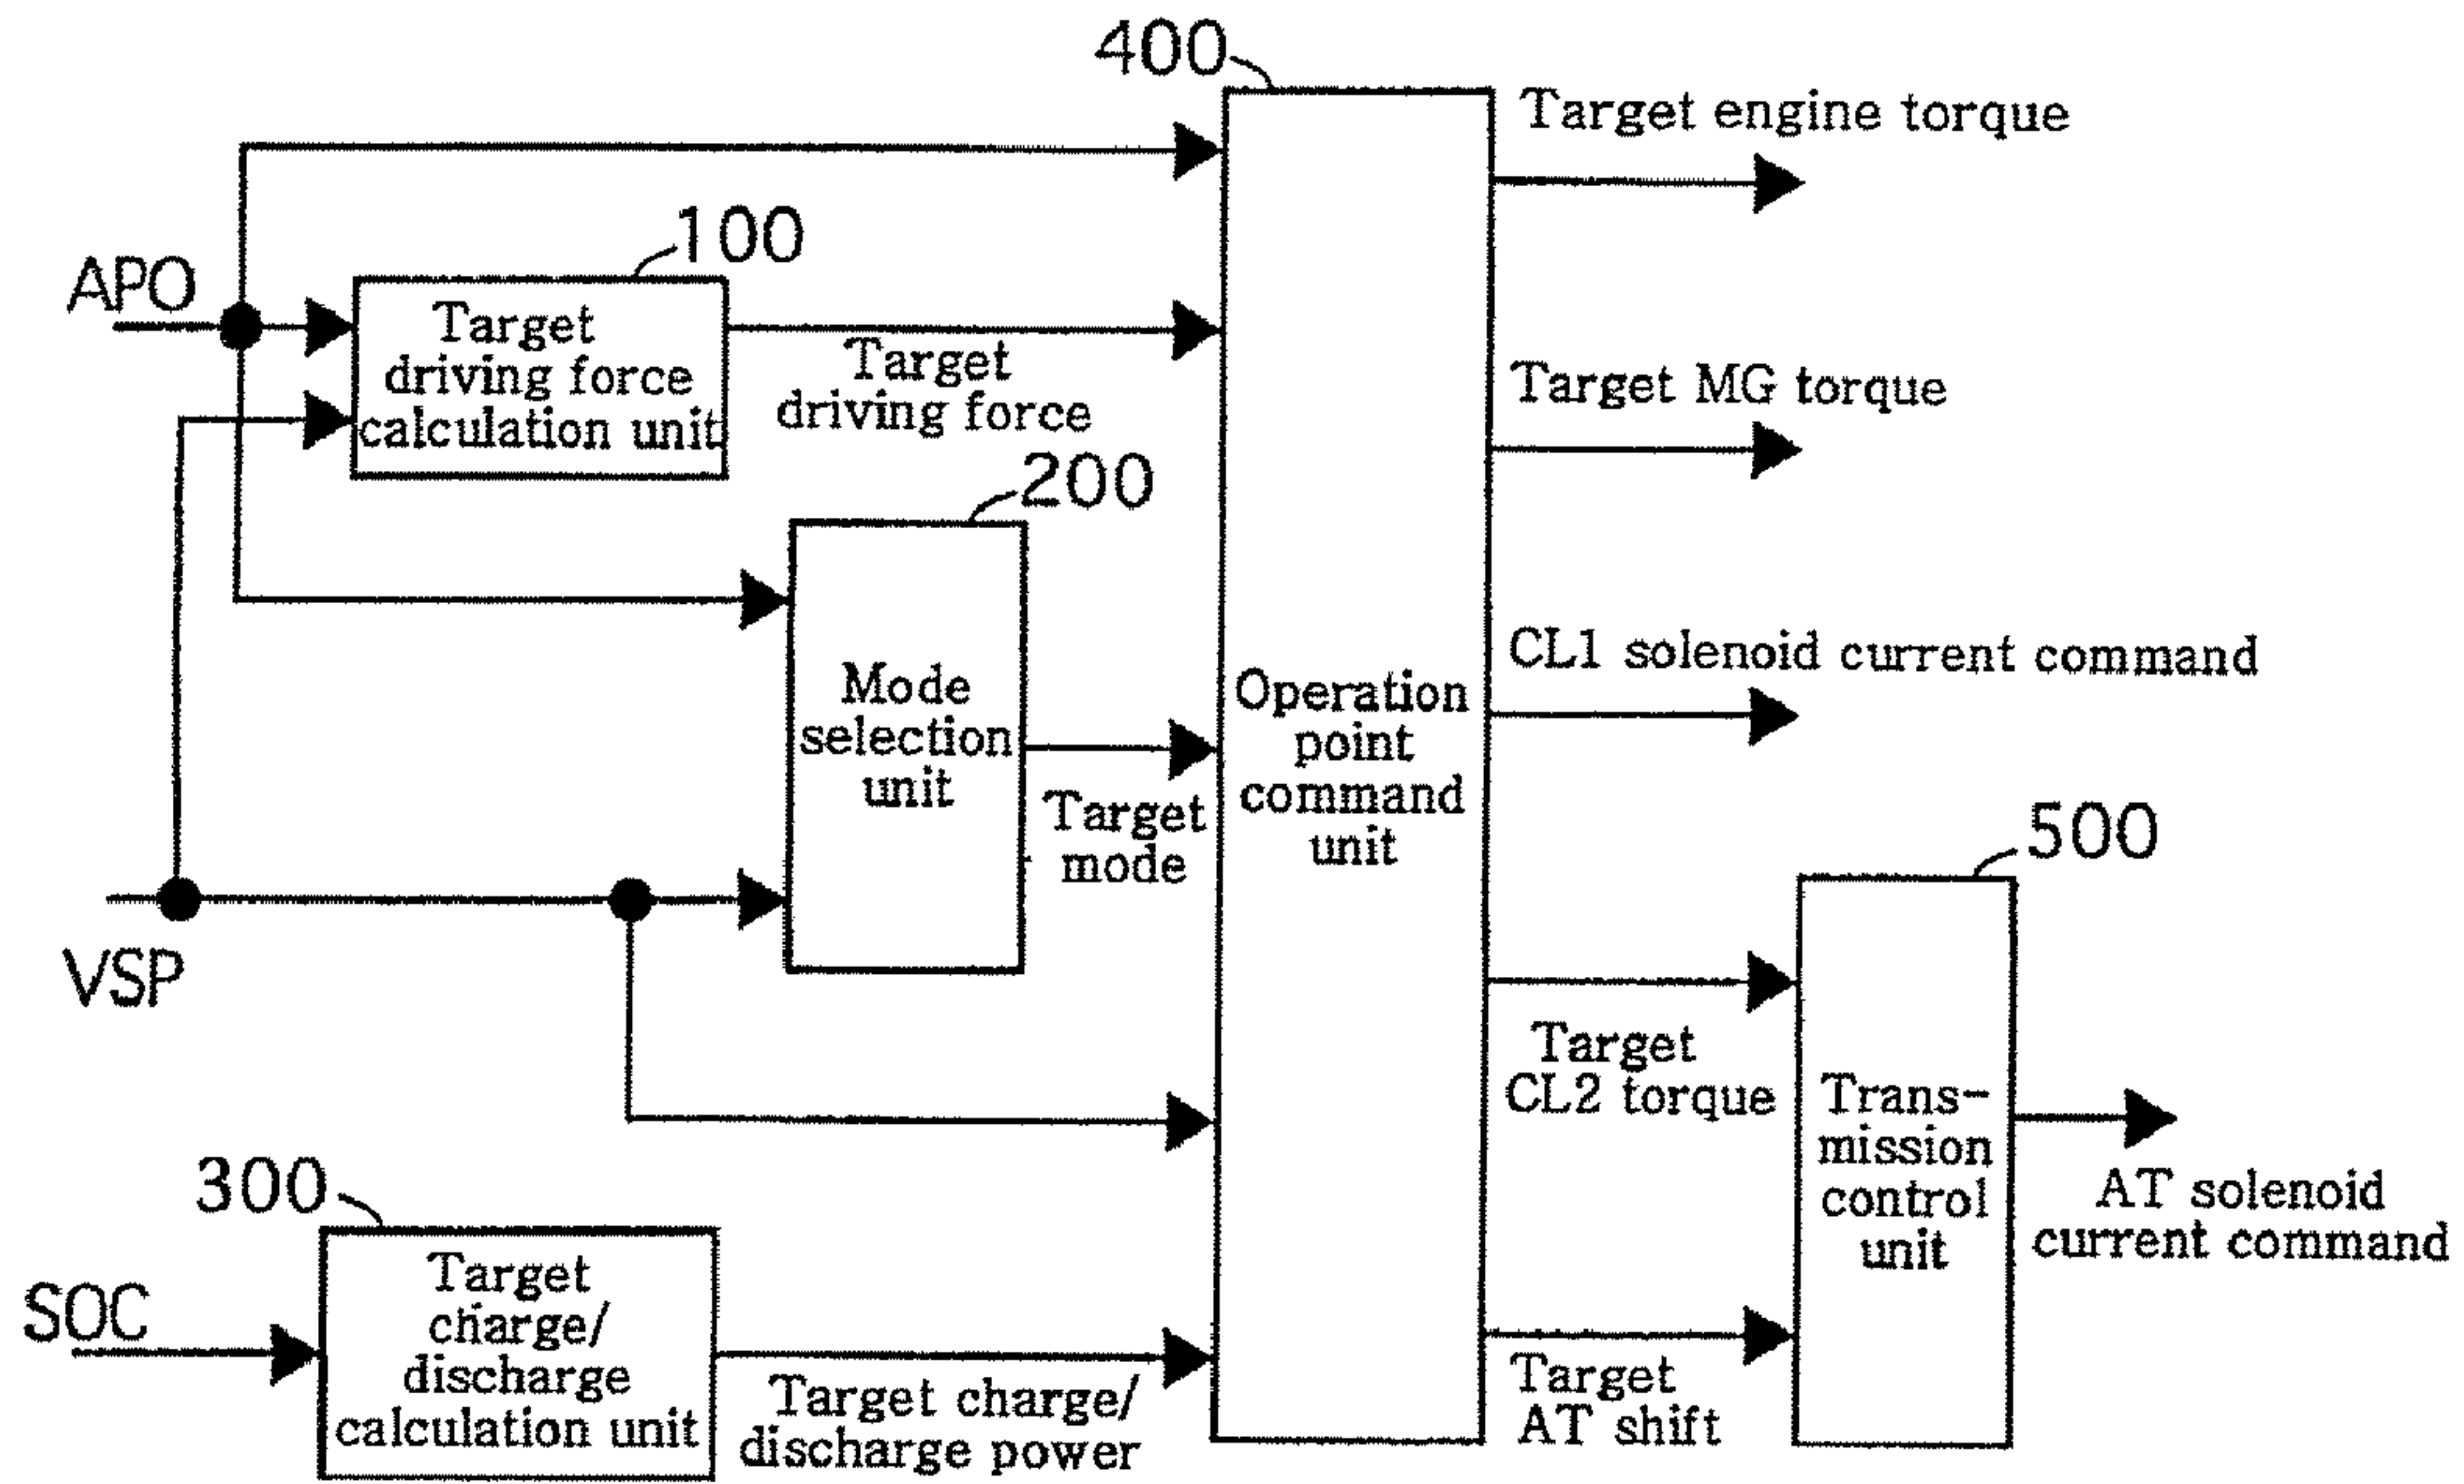 400
Target engine torque
100
APO
Target
driving force
calculation unit
Target
driving force
Target MG torque
200
Mode
selection
unit
Target
mode
Operation
point
command
unit
CL1 solenoid current command
500
VSP
Target
CL2 torque
Trans-
mission
control
unit
AT solenoid
current command
300
SOC
Target
charge/
discharge
calculation unit
Target charge/
discharge power
Target
AT shift